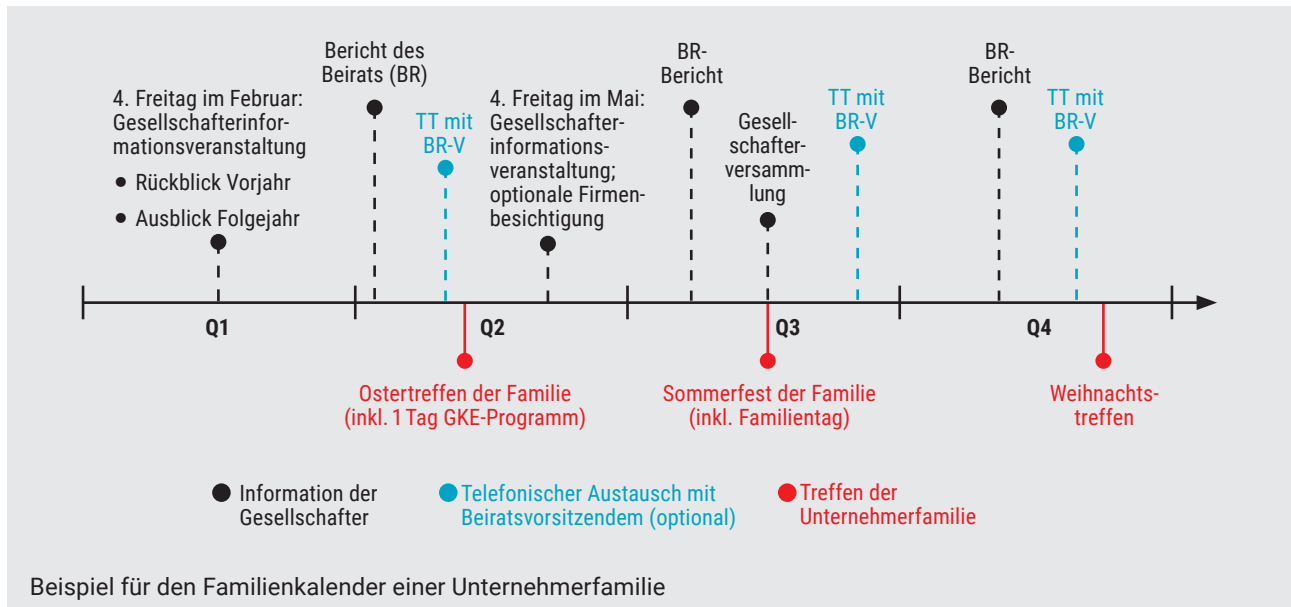 4. Freitag im Februar:
Gesellschafterinfor-
mationsveranstaltung
• Rückblick Vorjahr
• Ausblick Folgejahr
Bericht des
Beirats (BR)
TT mit
BR-V
4. Freitag im Mai:
Gesellschafter-
informations-
veranstaltung;
optionale Firmen-
besichtigung
BR-
Bericht
Gesell-
schafter-
versamm-
lung
TT mit
BR-V
BR-
Bericht
TT mit
BR-V
Q1
Q2
Q3
Q4
Ostertreffen der Familie
(inkl. 1 Tag GKE-Programm)
Sommerfest der Familie
(inkl. Familientag)
Weihnachts-
treffen
Information der
Gesellschafter
Telefonischer Austausch mit
Beiratsvorsitzendem (optional)
Treffen der
Unternehmerfamilie
Beispiel für den Familienkalender einer Unternehmerfamilie